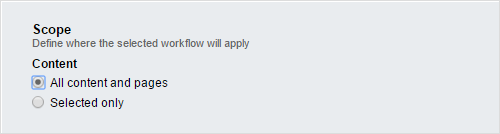 Scope
Define where the selected workflow will apply
Content
All content and pages
Selected only